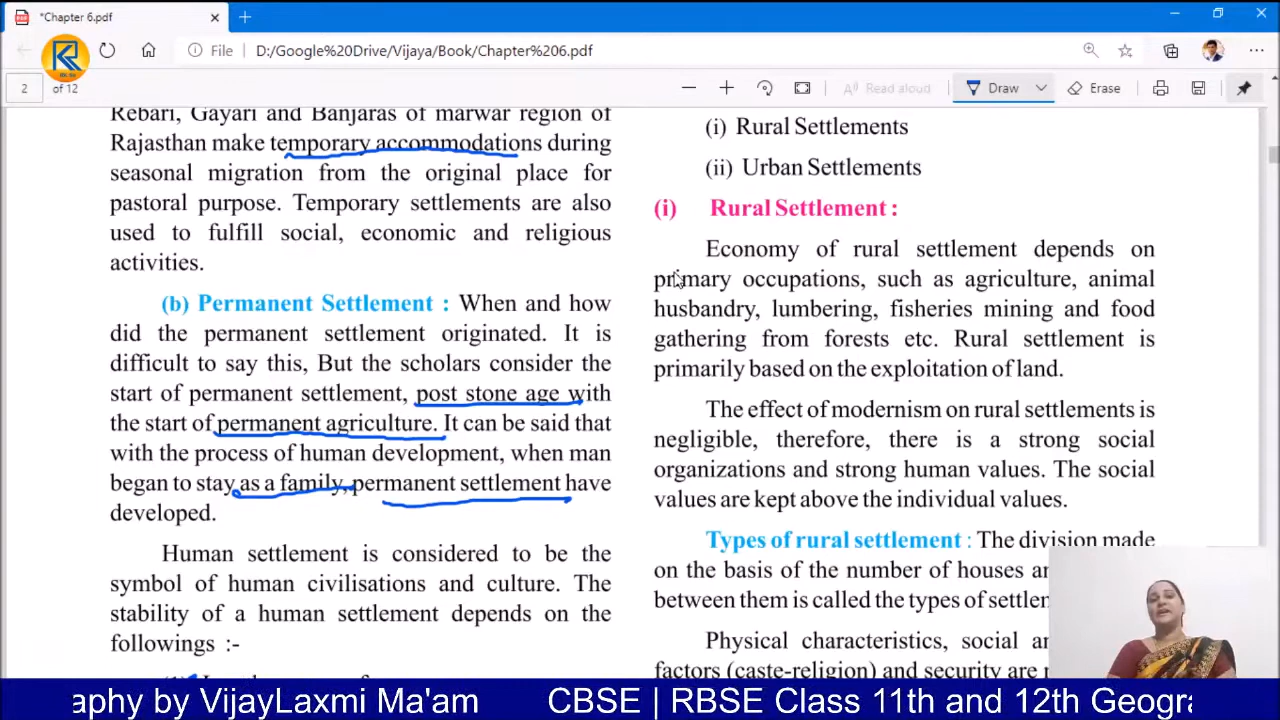 *Chapter 6.pdf
File
D:/Google%20Drive/Vijaya/Book/Chapter%206.pdf
2 of 12
Read aloud
Draw
Erase
Rebari, Gayari and Banjaras of marwar region of
Rajasthan make temporary accommodations during
seasonal migration from the original place for
pastoral purpose. Temporary settlements are also
used to fulfill social, economic and religious
activities.
(b) Permanent Settlement : When and how
did the permanent settlement originated. It is
difficult to say this, But the scholars consider the
start of permanent settlement, post stone age with
the start of permanent agriculture. It can be said that
with the process of human development, when man
began to stay as a family, permanent settlement have
developed.
Human settlement is considered to be the
symbol of human civilisations and culture. The
stability of a human settlement depends on the
followings :-
(i) Rural Settlements
(ii) Urban Settlements
(i) Rural Settlement :
Economy of rural settlement depends on
primary occupations, such as agriculture, animal
husbandry, lumbering, fisheries mining and food
gathering from forests etc. Rural settlement is
primarily based on the exploitation of land.
The effect of modernism on rural settlements is
negligible, therefore, there is a strong social
organizations and strong human values. The social
values are kept above the individual values.
Types of rural settlement : The division made
on the basis of the number of houses
between them is called the types of
Physical characteristics, social
factors (caste-religion) and security are
aphy by VijayLaxmi Ma'am CBSE | RBSE Class 11th and 12th Geogra